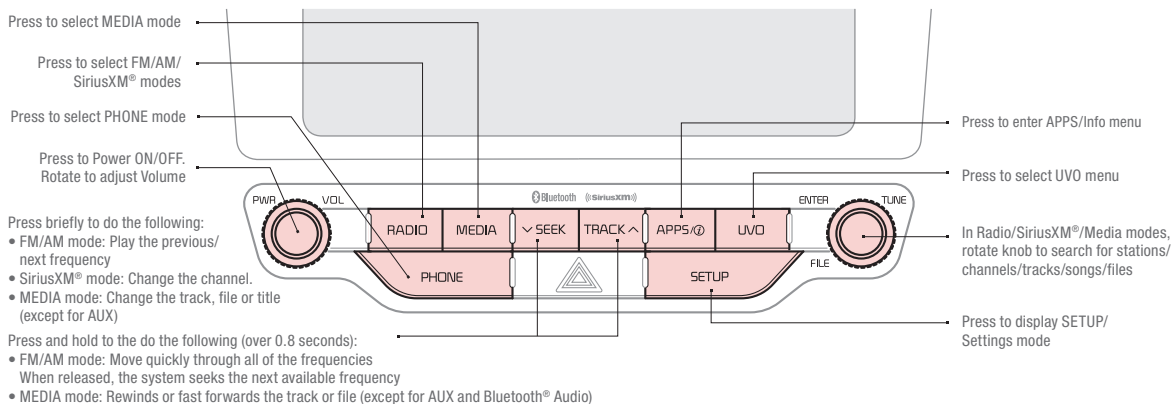 Press to select MEDIA mode
Press to select FM/AM/
SiriusXM® modes
Press to select PHONE mode
Press to Power ON/OFF.
Rotate to adjust Volume
Press briefly to do the following:
• FM/AM mode: Play the previous/
next frequency
• SiriusXM® mode: Change the channel.
• MEDIA mode: Change the track, file or title
(except for AUX)
Press and hold to the do the following (over 0.8 seconds):
• FM/AM mode: Move quickly through all of the frequencies
When released, the system seeks the next available frequency
• MEDIA mode: Rewinds or fast forwards the track or file (except for AUX and Bluetooth® Audio)
Bluetooth ((SiriusXM))
PWR VOL
RADIO MEDIA ∨ SEEK TRACK ∧ APPS/i UVO
ENTER TUNE
FILE
PHONE SETUP
Press to enter APPS/Info menu
Press to select UVO menu
In Radio/SiriusXM®/Media modes,
rotate knob to search for stations/
channels/tracks/songs/files
Press to display SETUP/
Settings mode